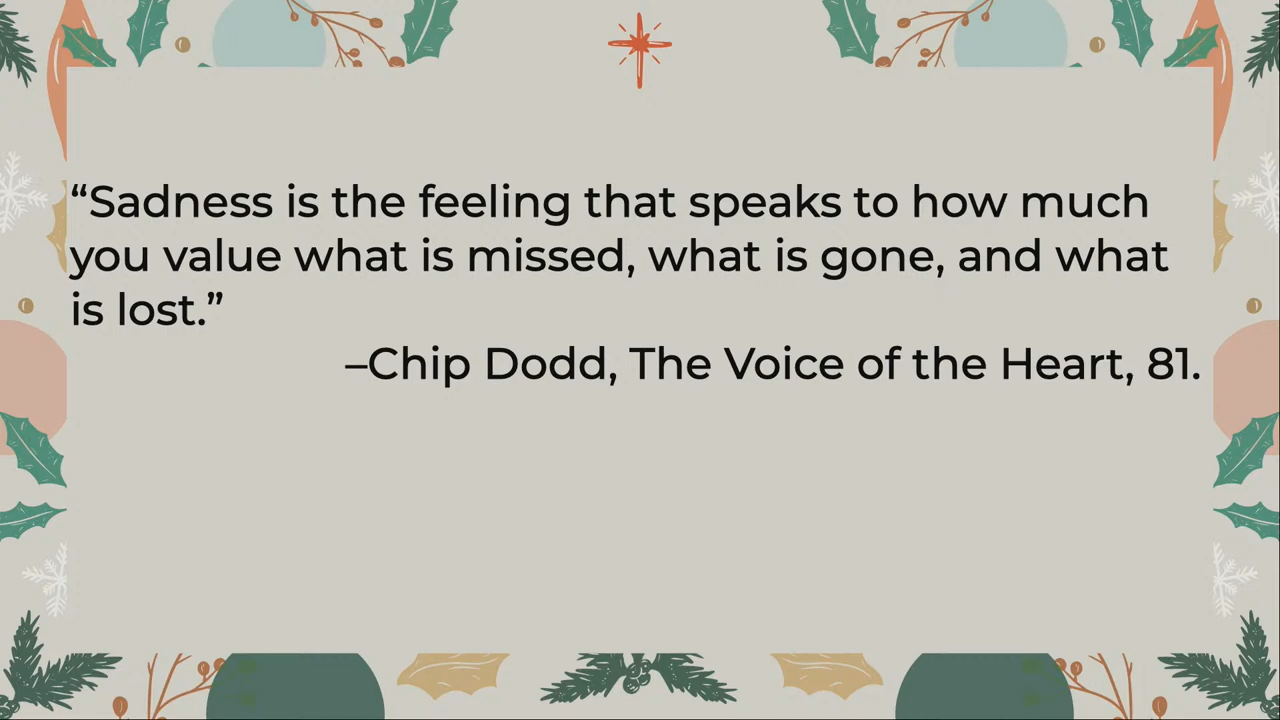 “Sadness is the feeling that speaks to how much
you value what is missed, what is gone, and what
is lost.”
–Chip Dodd, The Voice of the Heart, 81.